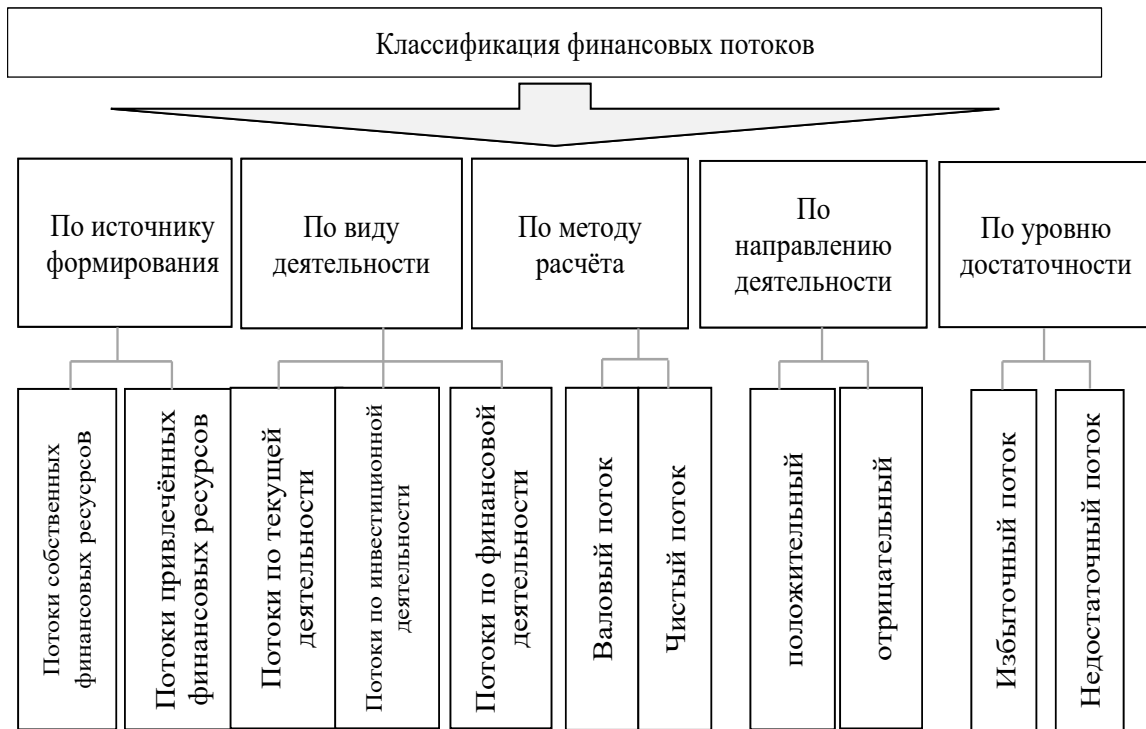 Классификация финансовых потоков
По источнику
формирования
По виду
деятельности
По методу
расчёта
По
направлению
деятельности
По уровню
достаточности
Потоки собственных
финансовых ресусрсов
Потоки привлечённых
финансовых ресурсов
Потоки по текущей
деятельности
Потоки по инвестиционной
деятельности
Потоки по финансовой
деятельности
Валовый поток
Чистый поток
положительный
отрицательный
Избыточный поток
Недостаточный поток